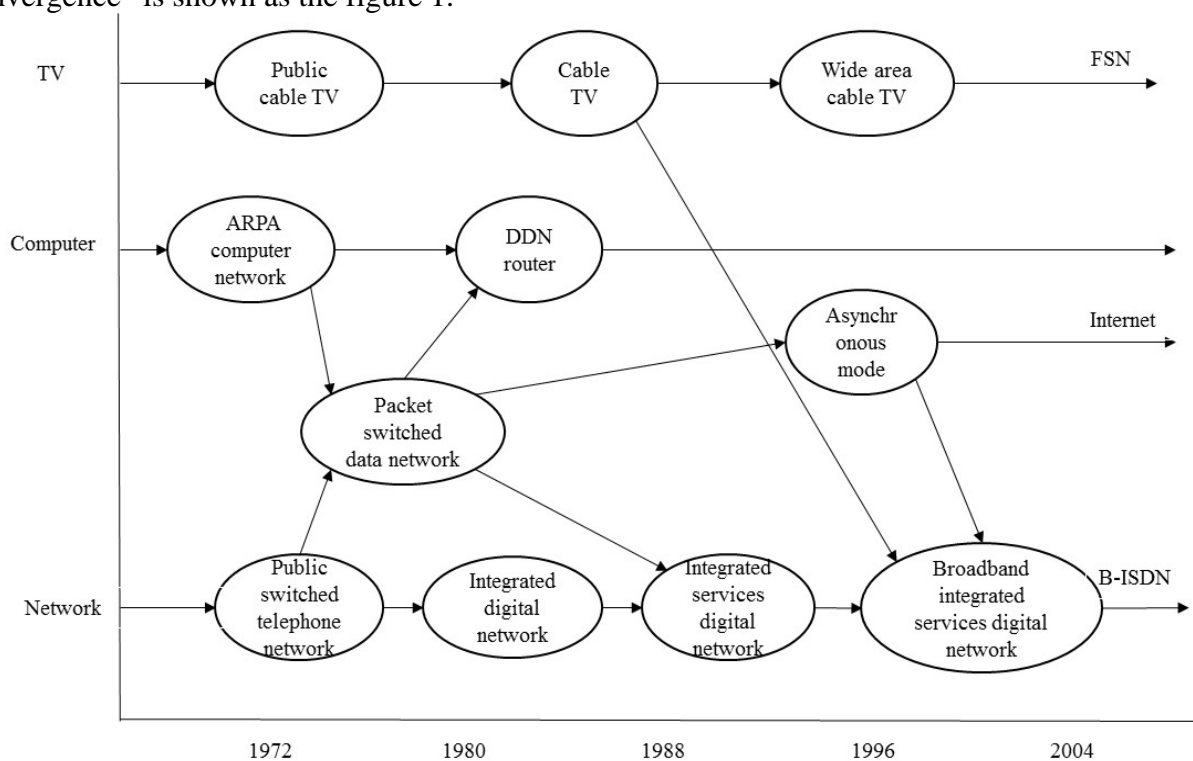 nvergence” is shown as the figure 1.
TV
Public
cable TV
Cable
TV
Wide area
cable TV
FSN
Computer
ARPA
computer
network
DDN
router
Asynchr
onous
mode
Internet
Packet
switched
data network
Network
Public
switched
telephone
network
Integrated
digital
network
Integrated
services
digital
network
Broadband
integrated
services digital
network
B-ISDN
1972
1980
1988
1996
2004